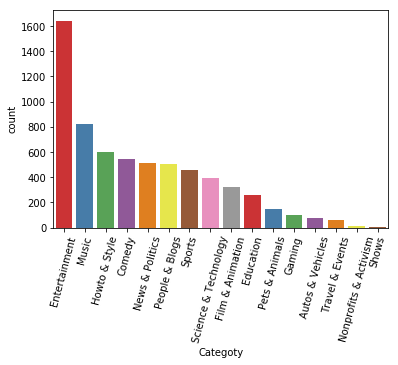 1600
1400
1200
1000
800
600
400
200
0
count
Entertainment
Music
Howto & Style
Comedy
News & Politics
People & Blogs
Sports
Science & Technology
Film & Animation
Education
Pets & Animals
Gaming
Autos & Vehicles
Travel & Events
Nonprofits & Activism
Shows
Categoty